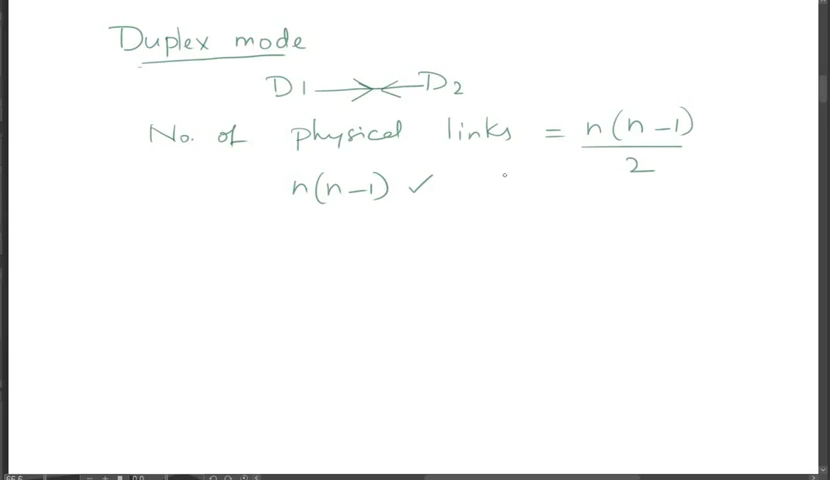 Duplex mode
D1 →← D2
No. of physical links = n(n-1)/2
n(n-1) ✓